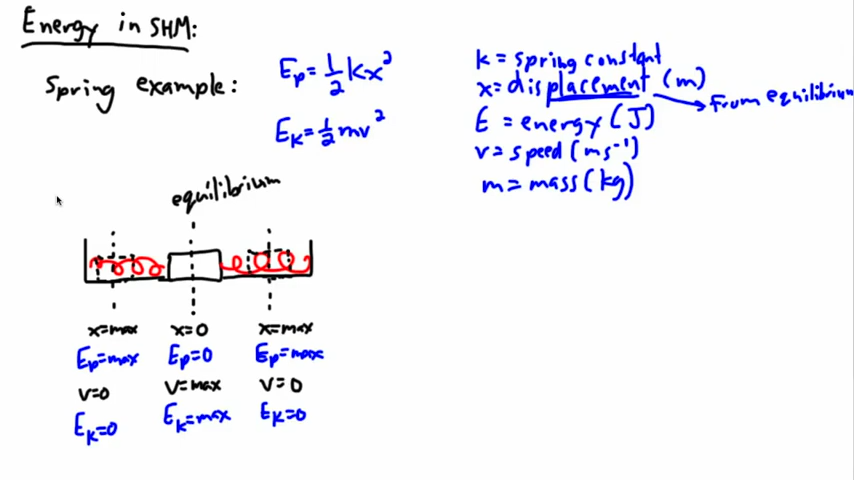 Energy in SHM:
Spring example:
Ep = 1/2 kx²
Ek = 1/2 mv²
k = spring constant
x = displacement (m)
→ from equilibrium
E = energy (J)
v = speed (ms⁻¹)
m = mass (kg)
equilibrium
x=max x=0 x=max
Ep=max Ep=0 Ep=max
v=0 v=max v=0
Ek=0 Ek=max Ek=0